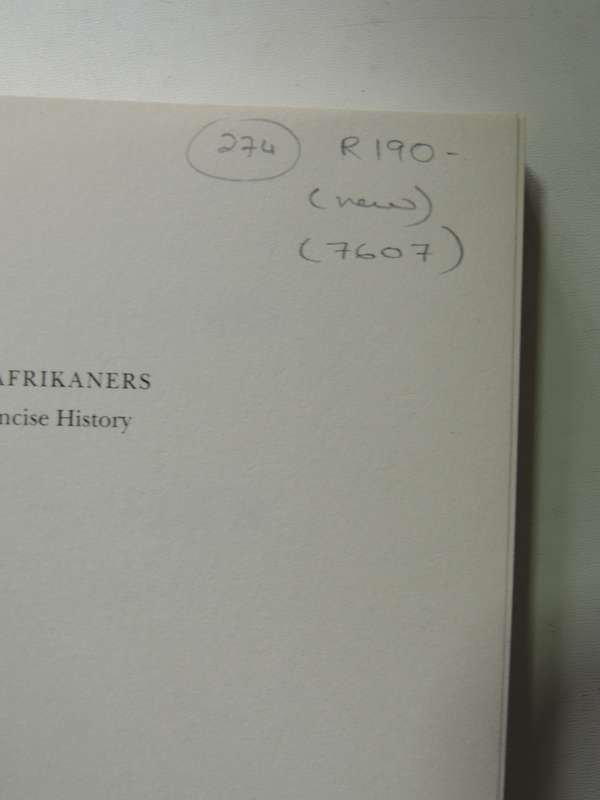 274 R190-
(new)
(7607)
AFRIKANERS
ncise History